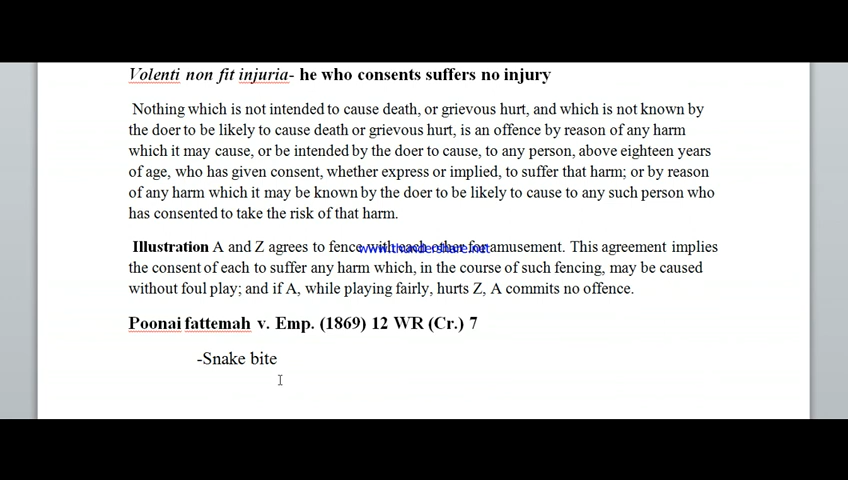 Volenti non fit injuria- he who consents suffers no injury
Nothing which is not intended to cause death, or grievous hurt, and which is not known by
the doer to be likely to cause death or grievous hurt, is an offence by reason of any harm
which it may cause, or be intended by the doer to cause, to any person, above eighteen years
of age, who has given consent, whether express or implied, to suffer that harm; or by reason
of any harm which it may be known by the doer to be likely to cause to any such person who
has consented to take the risk of that harm.
Illustration A and Z agrees to fence with each other for amusement. This agreement implies
www.thundershare.net
the consent of each to suffer any harm which, in the course of such fencing, may be caused
without foul play; and if A, while playing fairly, hurts Z, A commits no offence.
Poonai fattemah v. Emp. (1869) 12 WR (Cr.) 7
-Snake bite